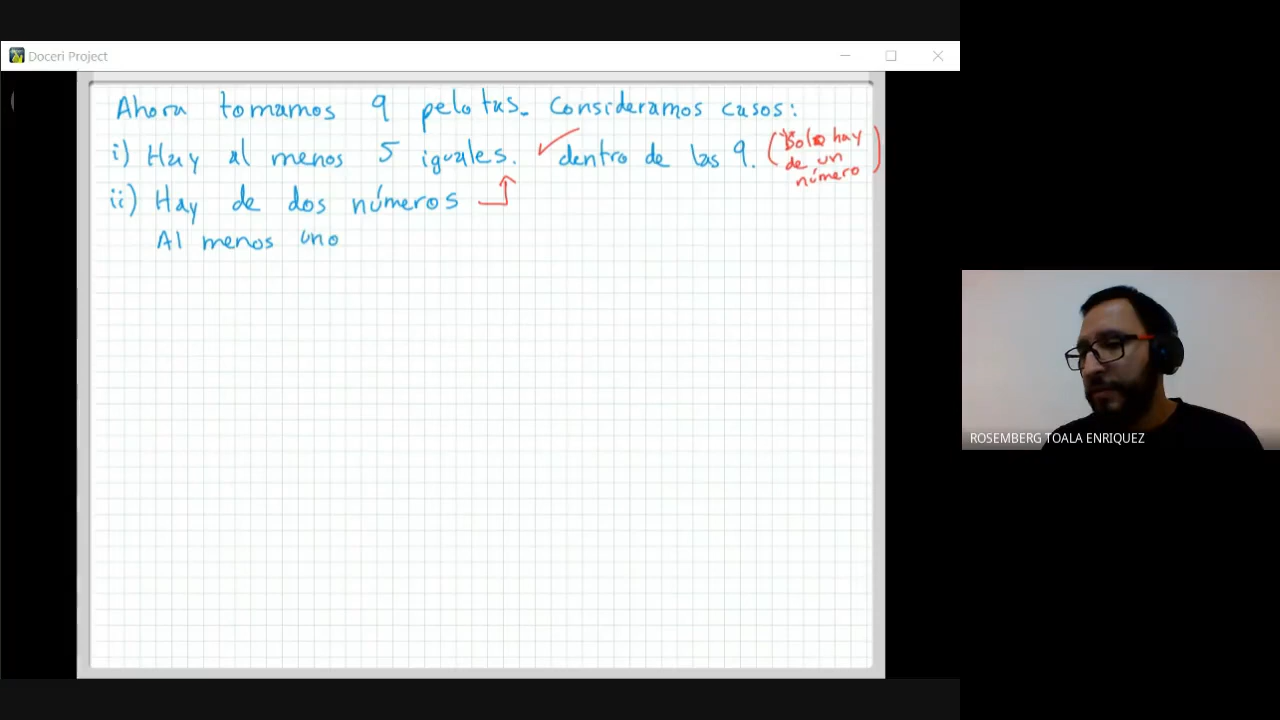 Doceri Project
Ahora tomamos 9 pelotas. Consideramos casos:
i) Hay al menos 5 iguales. dentro de las 9. (Solo hay
de un
número)
ii) Hay de dos números
Al menos uno
ROSEMBERG TOALA ENRIQUEZ